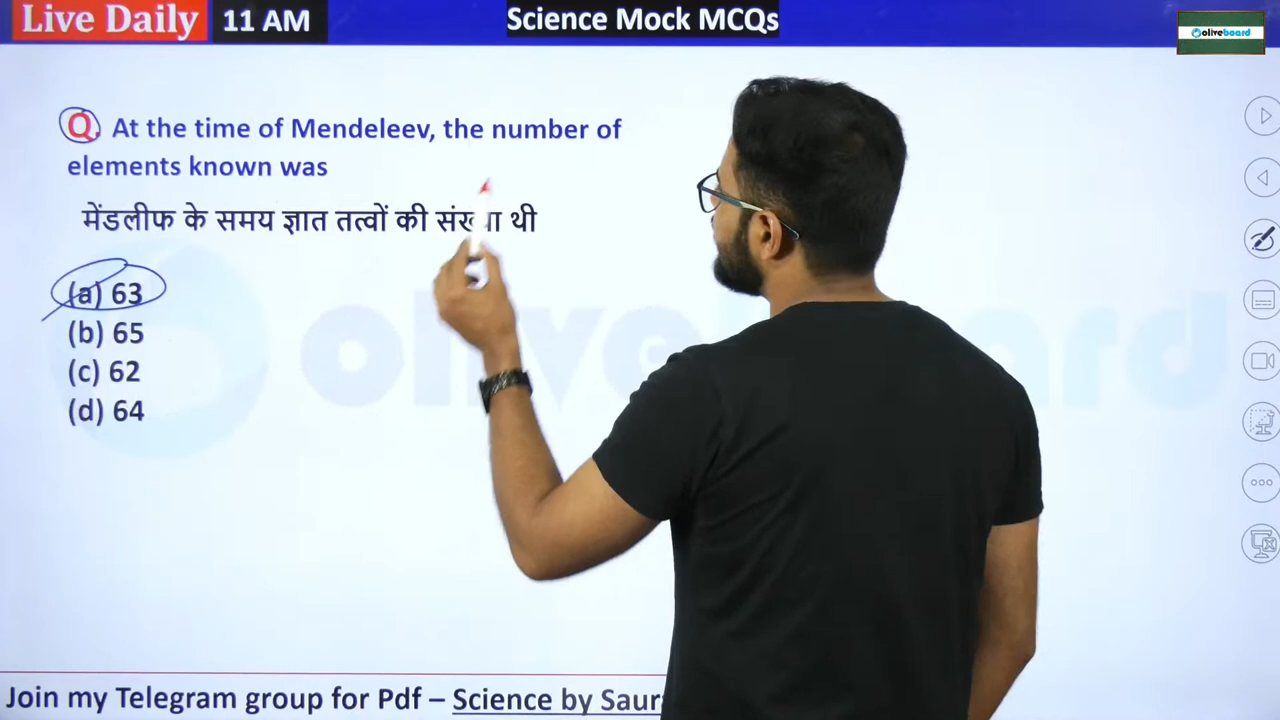 Live Daily 11 AM Science Mock MCQs
oliveboard
Q. At the time of Mendeleev, the number of
elements known was
मेंडलीफ के समय ज्ञात तत्वों की संख्या थी
(a) 63
(b) 65
(c) 62
(d) 64
oliveboard
Join my Telegram group for Pdf – Science by Saur